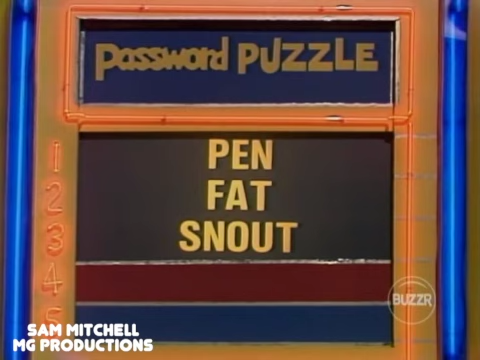 Password PUZZLE
1
2
3
4
5
PEN
FAT
SNOUT
BUZZR
SAM MITCHELL
MG PRODUCTIONS